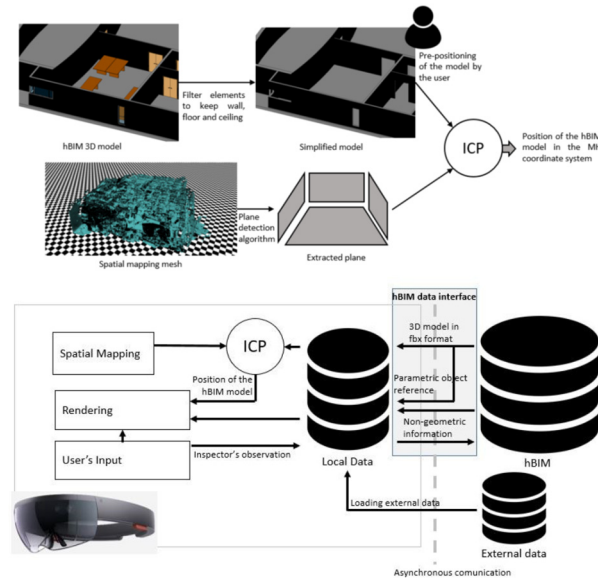 Pre-positioning
of the model by
the user
Filter elements
to keep wall,
floor and ceiling
hBIM 3D model
Simplified model
ICP
Position of the hBIM
model in the
coordinate system
Plane
detection
algorithm
Spatial mapping mesh
Extracted plane
hBIM data interface
3D model in
fbx format
Spatial Mapping
ICP
Position of the
hBIM model
Parametric object
reference
Rendering
Non-geometric
information
User's Input
Inspector's observation
Local Data
hBIM
Loading external data
External data
Asynchronous comunication